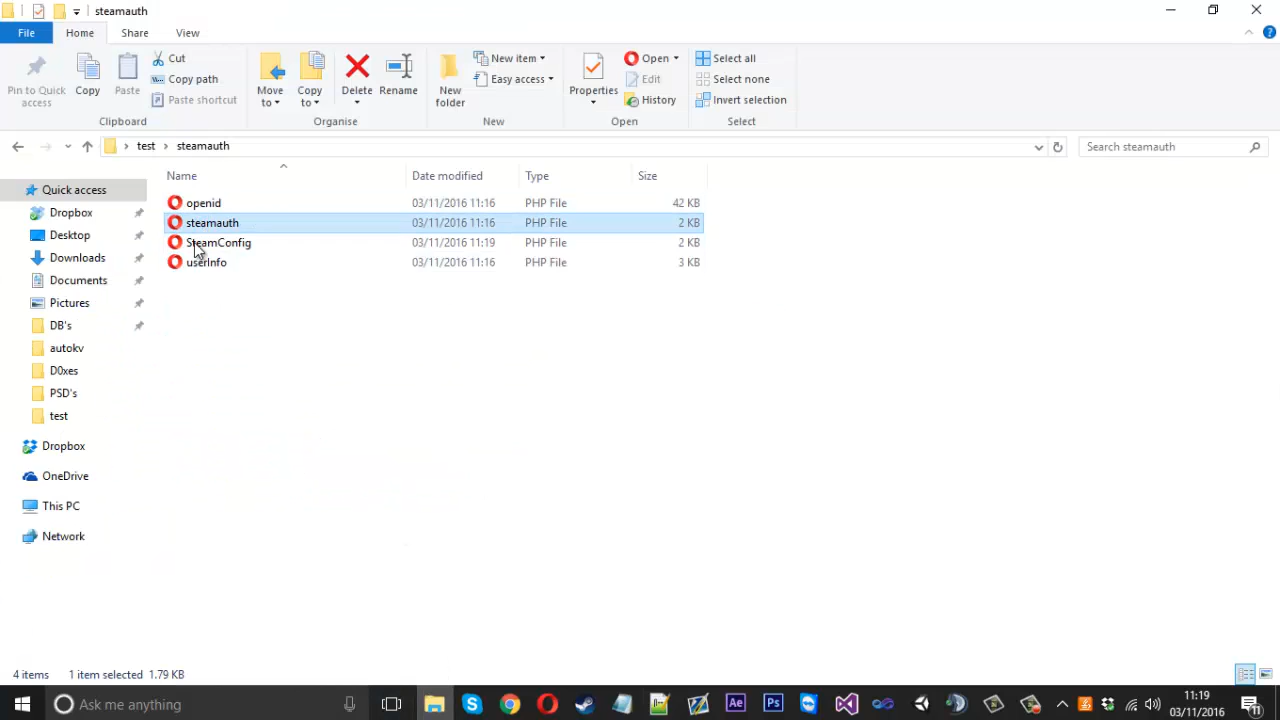 steamauth
File Home Share View
Pin to Quick access
Copy
Paste
Cut
Copy path
Paste shortcut
Clipboard
Move to
Copy to
Delete
Rename
Organise
New folder
New item
Easy access
New
Properties
Open
Edit
History
Open
Select all
Select none
Invert selection
Select
test steamauth
Search steamauth
Name Date modified Type Size
openid 03/11/2016 11:16 PHP File 42 KB
steamauth 03/11/2016 11:16 PHP File 2 KB
SteamConfig 03/11/2016 11:19 PHP File 2 KB
userInfo 03/11/2016 11:16 PHP File 3 KB
Quick access
Dropbox
Desktop
Downloads
Documents
Pictures
DB's
autokv
D0xes
PSD's
test
Dropbox
OneDrive
This PC
Network
4 items 1 item selected 1.79 KB
Ask me anything
Ae
Ps
11:19
03/11/2016
11